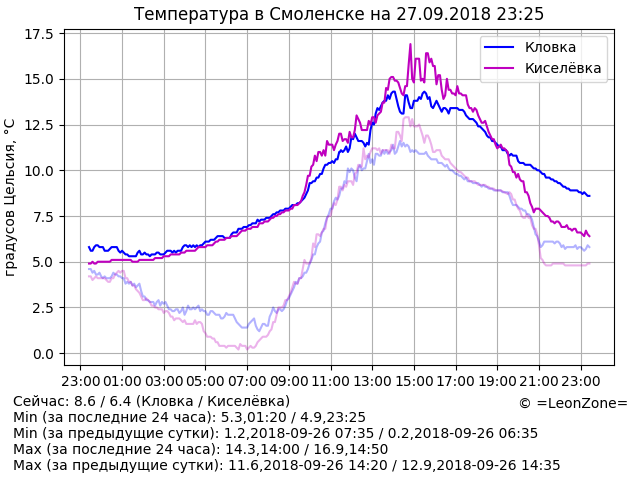 Температура в Смоленске на 27.09.2018 23:25
градусов Цельсия, °C
17.5
15.0
12.5
10.0
7.5
5.0
2.5
0.0
Кловка
Киселёвка
23:00 01:00 03:00 05:00 07:00 09:00 11:00 13:00 15:00 17:00 19:00 21:00 23:00
Сейчас: 8.6 / 6.4 (Кловка / Киселёвка)
© =LeonZone=
Min (за последние 24 часа): 5.3,01:20 / 4.9,23:25
Min (за предыдущие сутки): 1.2,2018-09-26 07:35 / 0.2,2018-09-26 06:35
Max (за последние 24 часа): 14.3,14:00 / 16.9,14:50
Max (за предыдущие сутки): 11.6,2018-09-26 14:20 / 12.9,2018-09-26 14:35